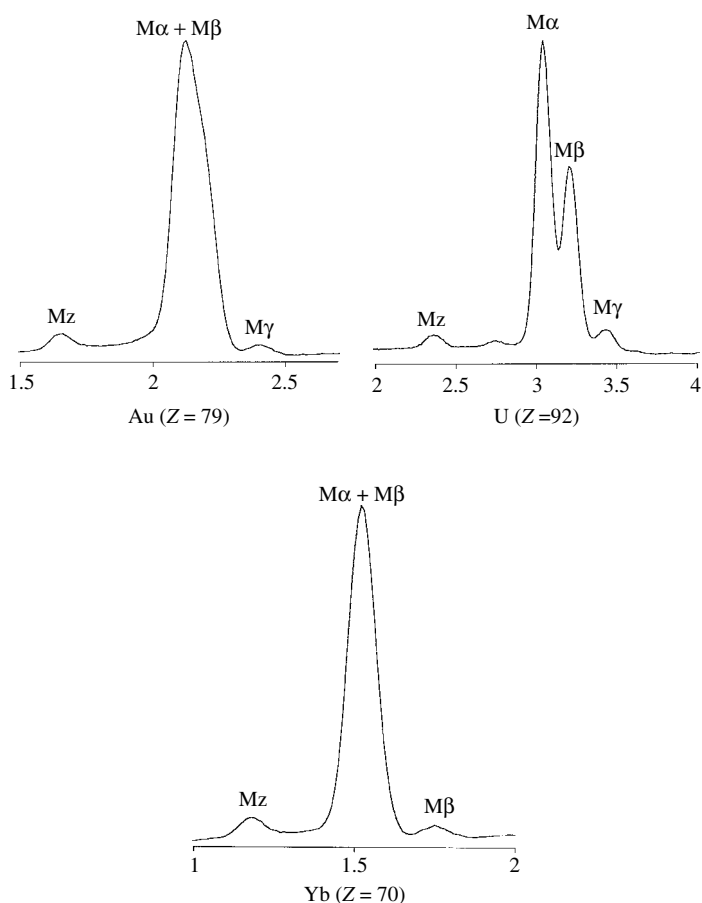 Mα + Mβ
Mz
Mγ
1.5 2 2.5
Au (Z = 79)
Mα
Mβ
Mz
Mγ
2 2.5 3 3.5 4
U (Z =92)
Mα + Mβ
Mz
Mβ
1 1.5 2
Yb (Z = 70)